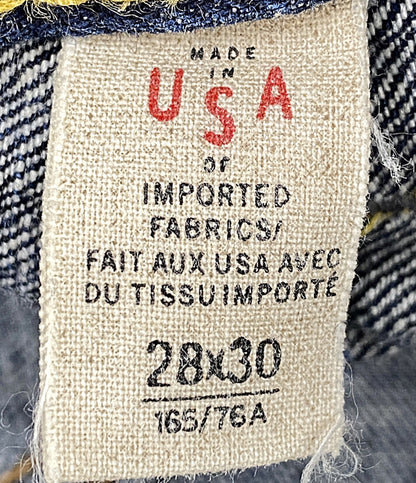 MADE
IN
USA
OF
IMPORTED
FABRICS/
FAIT AUX USA AVEC
DU TISSU IMPORTÉ
28x30
165/76A